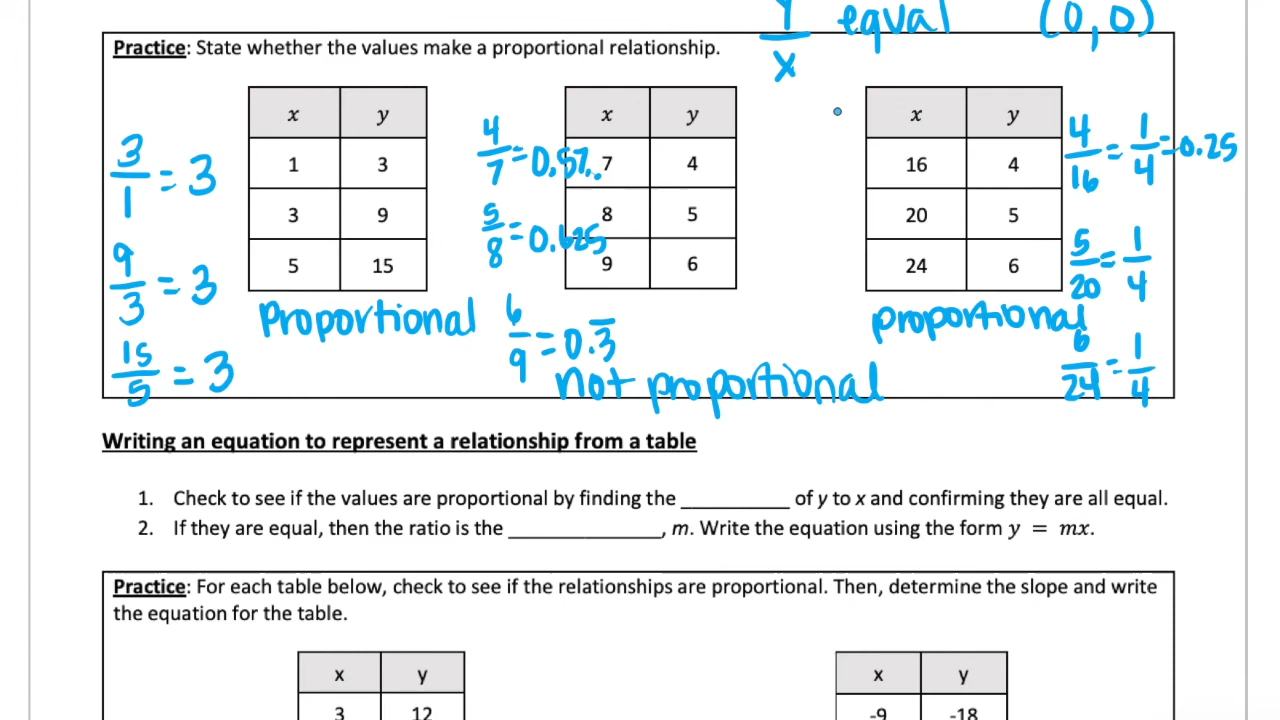 y/x equal (0,0)
Practice: State whether the values make a proportional relationship.
x y
1 3
3 9
5 15
3/1 = 3
9/3 = 3
15/5 = 3
Proportional
x y
7 4
8 5
9 6
4/7 = 0.57..
5/8 = 0.625
6/9 = 0.3̅
not proportional
x y
16 4
20 5
24 6
4/16 = 1/4 = 0.25
5/20 = 1/4
6/24 = 1/4
proportional
Writing an equation to represent a relationship from a table
1. Check to see if the values are proportional by finding the __________ of y to x and confirming they are all equal.
2. If they are equal, then the ratio is the ______________, m. Write the equation using the form y = mx.
Practice: For each table below, check to see if the relationships are proportional. Then, determine the slope and write
the equation for the table.
x y
3 12
x y
-9 -18